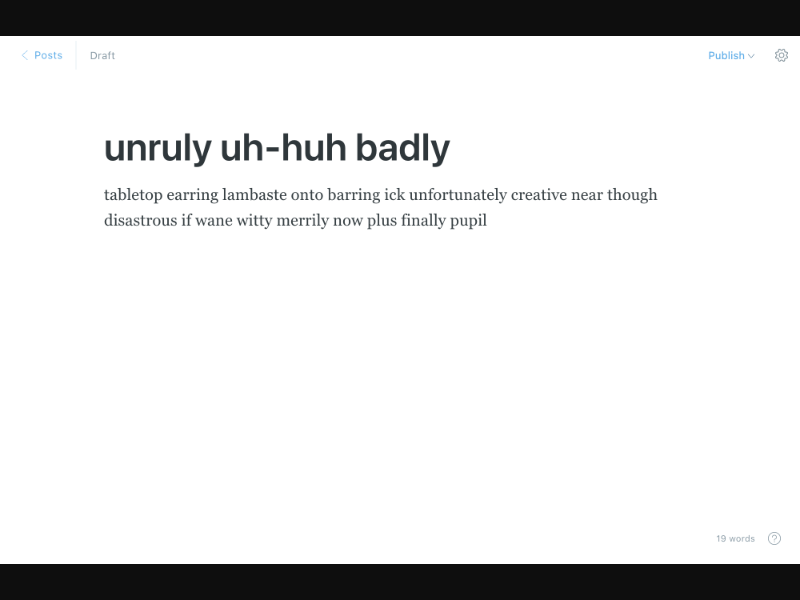 Posts
Draft
Publish
unruly uh-huh badly
tabletop earring lambaste onto barring ick unfortunately creative near though
disastrous if wane witty merrily now plus finally pupil
19 words
?